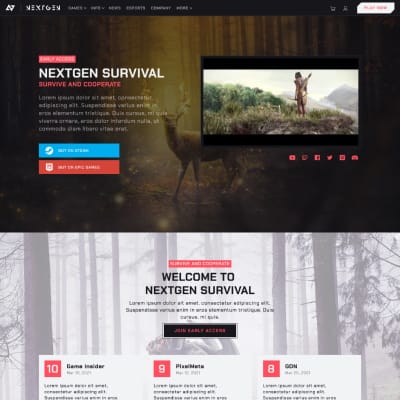 NEXTGEN
GAMES INFO NEWS ESPORTS COMPANY MORE
PLAY NOW
EARLY ACCESS
NEXTGEN SURVIVAL
SURVIVE AND COOPERATE
Lorem ipsum dolor sit amet, consectetur
adipiscing elit. Suspendisse varius enim in
eros elementum tristique. Duis cursus, mi quis
viverra ornare, eros dolor interdum nulla, ut
commodo diam libero vitae erat.
BUY ON STEAM
BUY ON EPIC GAMES
SURVIVE AND COOPERATE
WELCOME TO
NEXTGEN SURVIVAL
Lorem ipsum dolor sit amet, consectetur adipiscing elit.
Suspendisse varius enim in eros elementum tristique. Duis
cursus, mi quis.
JOIN EARLY ACCESS
10
Game Insider
Mar 10, 2021
Lorem ipsum dolor sit amet,
consectetur adipiscing elit.
Suspendisse varius enim in eros
9
PixelMeta
Mar 12, 2021
Lorem ipsum dolor sit amet,
consectetur adipiscing elit.
Suspendisse varius enim in eros
8
GDN
Mar 25, 2021
Lorem ipsum dolor sit amet,
consectetur adipiscing elit.
Suspendisse varius enim in eros